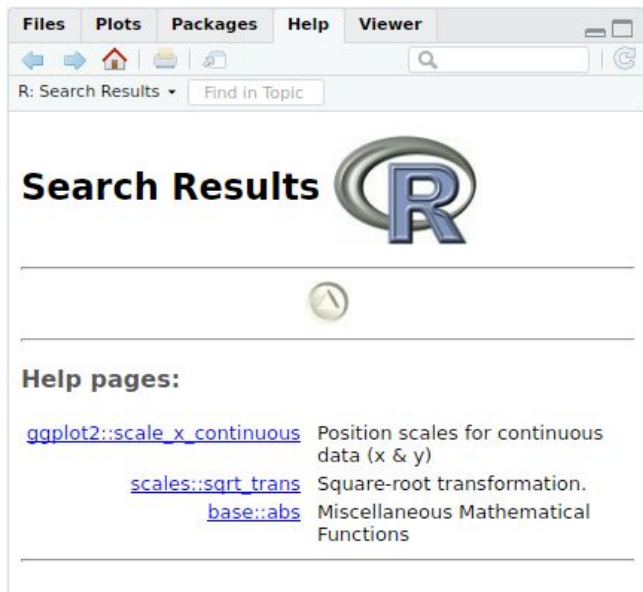 Files Plots Packages Help Viewer
R: Search Results Find in Topic
Search Results R
Help pages:
ggplot2::scale_x_continuous Position scales for continuous
data (x & y)
scales::sqrt_trans Square-root transformation.
base::abs Miscellaneous Mathematical
Functions